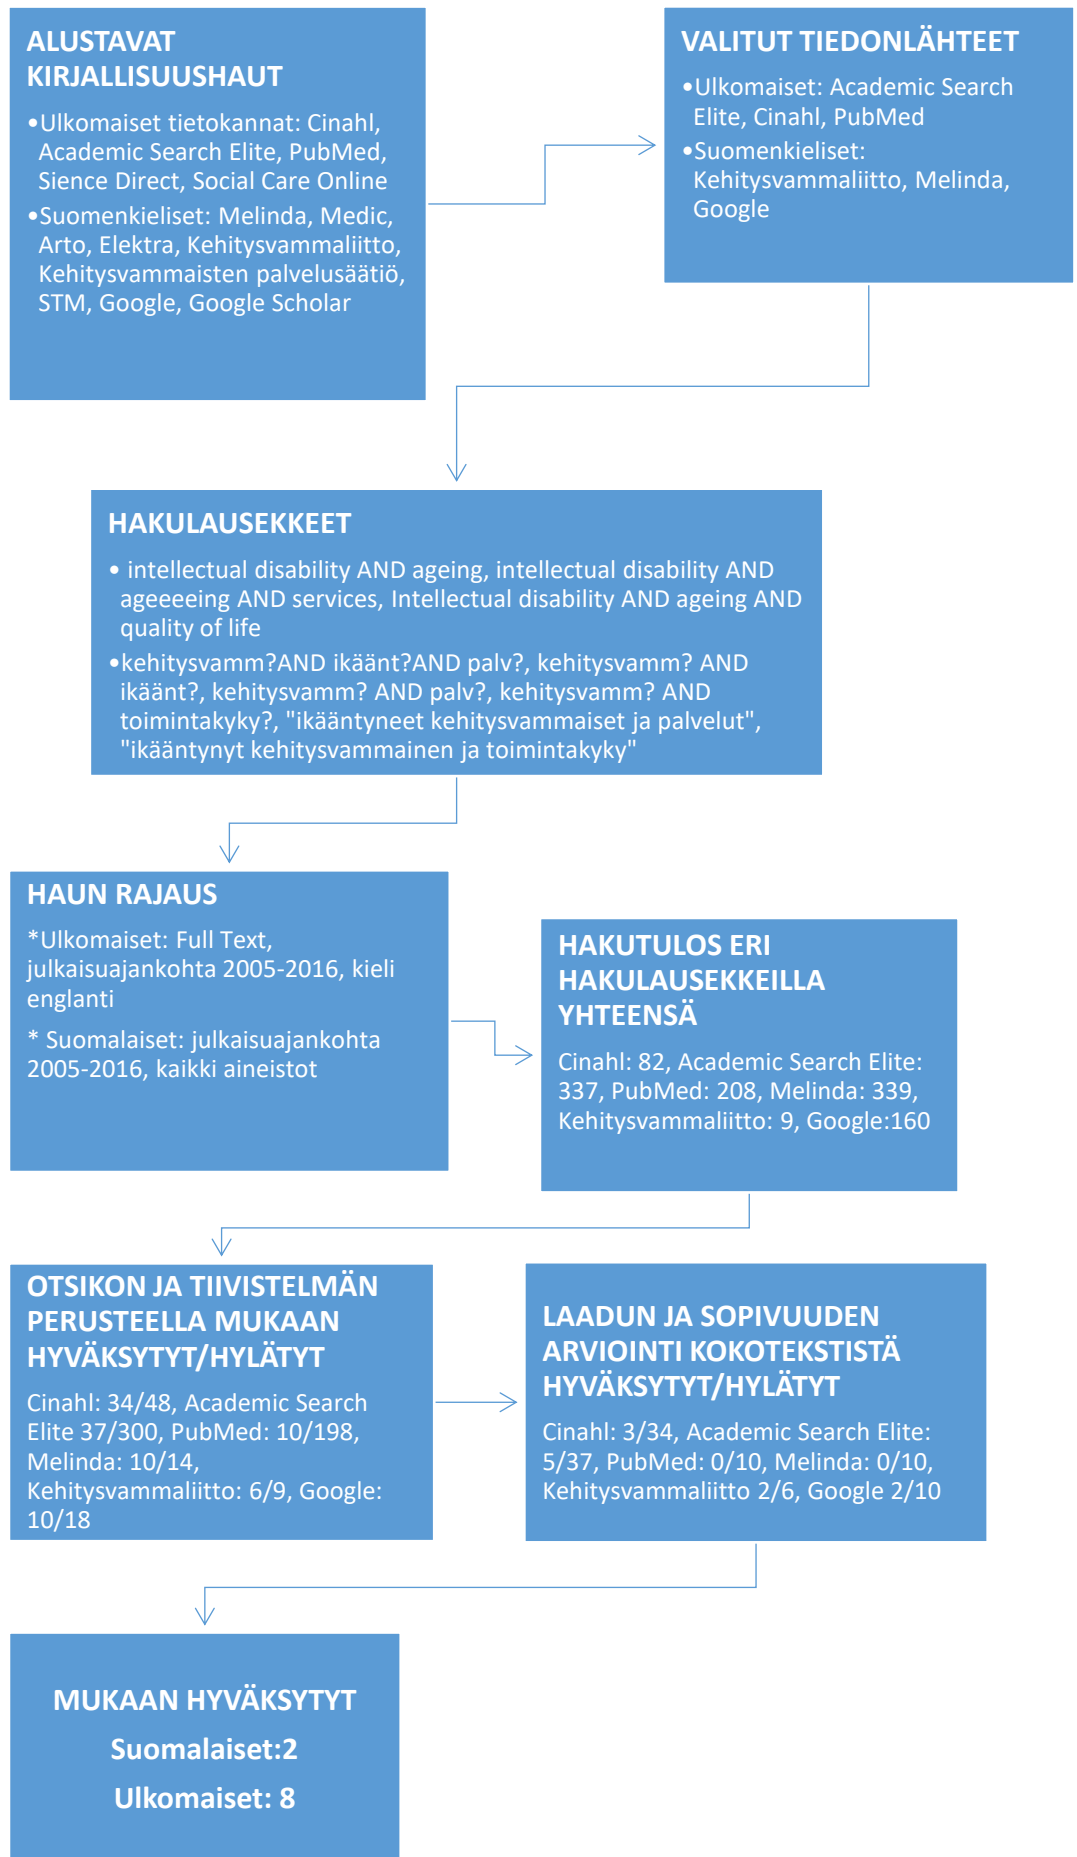 ALUSTAVAT
KIRJALLISUUSHAUT
•Ulkomaiset tietokannat: Cinahl,
Academic Search Elite, PubMed,
Sience Direct, Social Care Online
•Suomenkieliset: Melinda, Medic,
Arto, Elektra, Kehitysvammaliitto,
Kehitysvammaisten palvelusäätiö,
STM, Google, Google Scholar
VALITUT TIEDONLÄHTEET
•Ulkomaiset: Academic Search
Elite, Cinahl, PubMed
•Suomenkieliset:
Kehitysvammaliitto, Melinda,
Google
HAKULAUSEKKEET
• intellectual disability AND ageing, intellectual disability AND
ageeeeing AND services, Intellectual disability AND ageing AND
quality of life
•kehitysvamm?AND ikäänt?AND palv?, kehitysvamm? AND
ikäänt?, kehitysvamm? AND palv?, kehitysvamm? AND
toimintakyky?, "ikääntyneet kehitysvammaiset ja palvelut",
"ikääntynyt kehitysvammainen ja toimintakyky"
HAUN RAJAUS
*Ulkomaiset: Full Text,
julkaisuajankohta 2005-2016, kieli
englanti
* Suomalaiset: julkaisuajankohta
2005-2016, kaikki aineistot
HAKUTULOS ERI
HAKULAUSEKKEILLA
YHTEENSÄ
Cinahl: 82, Academic Search Elite:
337, PubMed: 208, Melinda: 339,
Kehitysvammaliitto: 9, Google:160
OTSIKON JA TIIVISTELMÄN
PERUSTEELLA MUKAAN
HYVÄKSYTYT/HYLÄTYT
Cinahl: 34/48, Academic Search
Elite 37/300, PubMed: 10/198,
Melinda: 10/14,
Kehitysvammaliitto: 6/9, Google:
10/18
LAADUN JA SOPIVUUDEN
ARVIOINTI KOKOTEKSTISTÄ
HYVÄKSYTYT/HYLÄTYT
Cinahl: 3/34, Academic Search Elite:
5/37, PubMed: 0/10, Melinda: 0/10,
Kehitysvammaliitto 2/6, Google 2/10
MUKAAN HYVÄKSYTYT
Suomalaiset:2
Ulkomaiset: 8